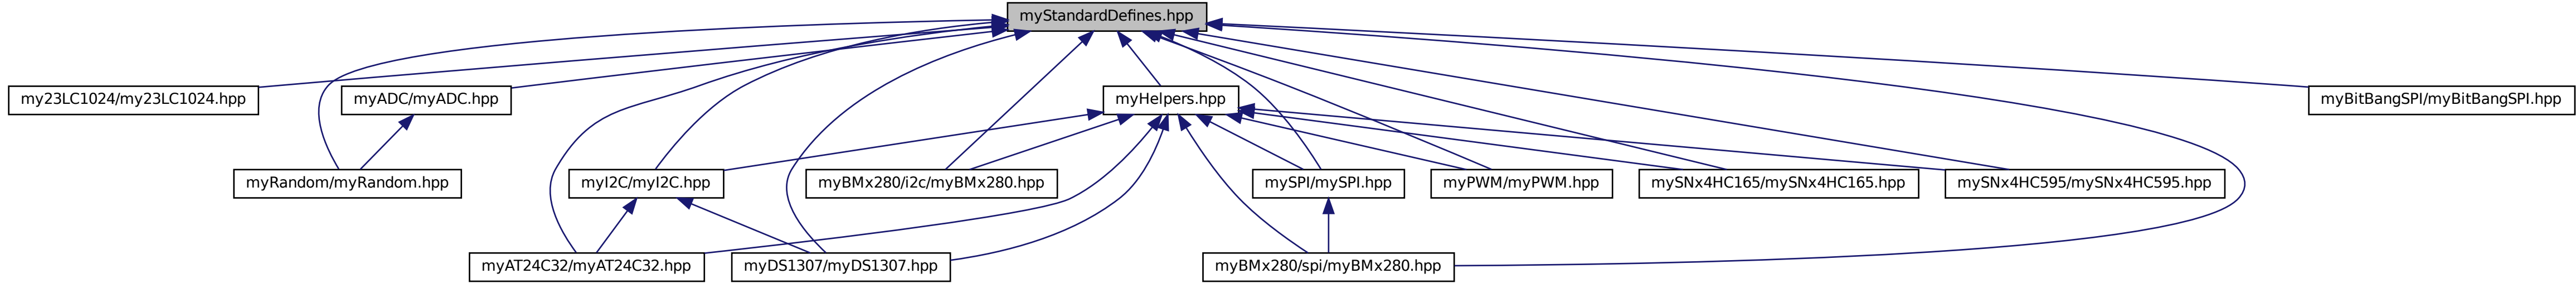 myStandardDefines.hpp
my23LC1024/my23LC1024.hpp
myADC/myADC.hpp
myHelpers.hpp
myBitBangSPI/myBitBangSPI.hpp
myRandom/myRandom.hpp
myI2C/myI2C.hpp
myBMx280/i2c/myBMx280.hpp
mySPI/mySPI.hpp
myPWM/myPWM.hpp
mySNx4HC165/mySNx4HC165.hpp
mySNx4HC595/mySNx4HC595.hpp
myAT24C32/myAT24C32.hpp
myDS1307/myDS1307.hpp
myBMx280/spi/myBMx280.hpp